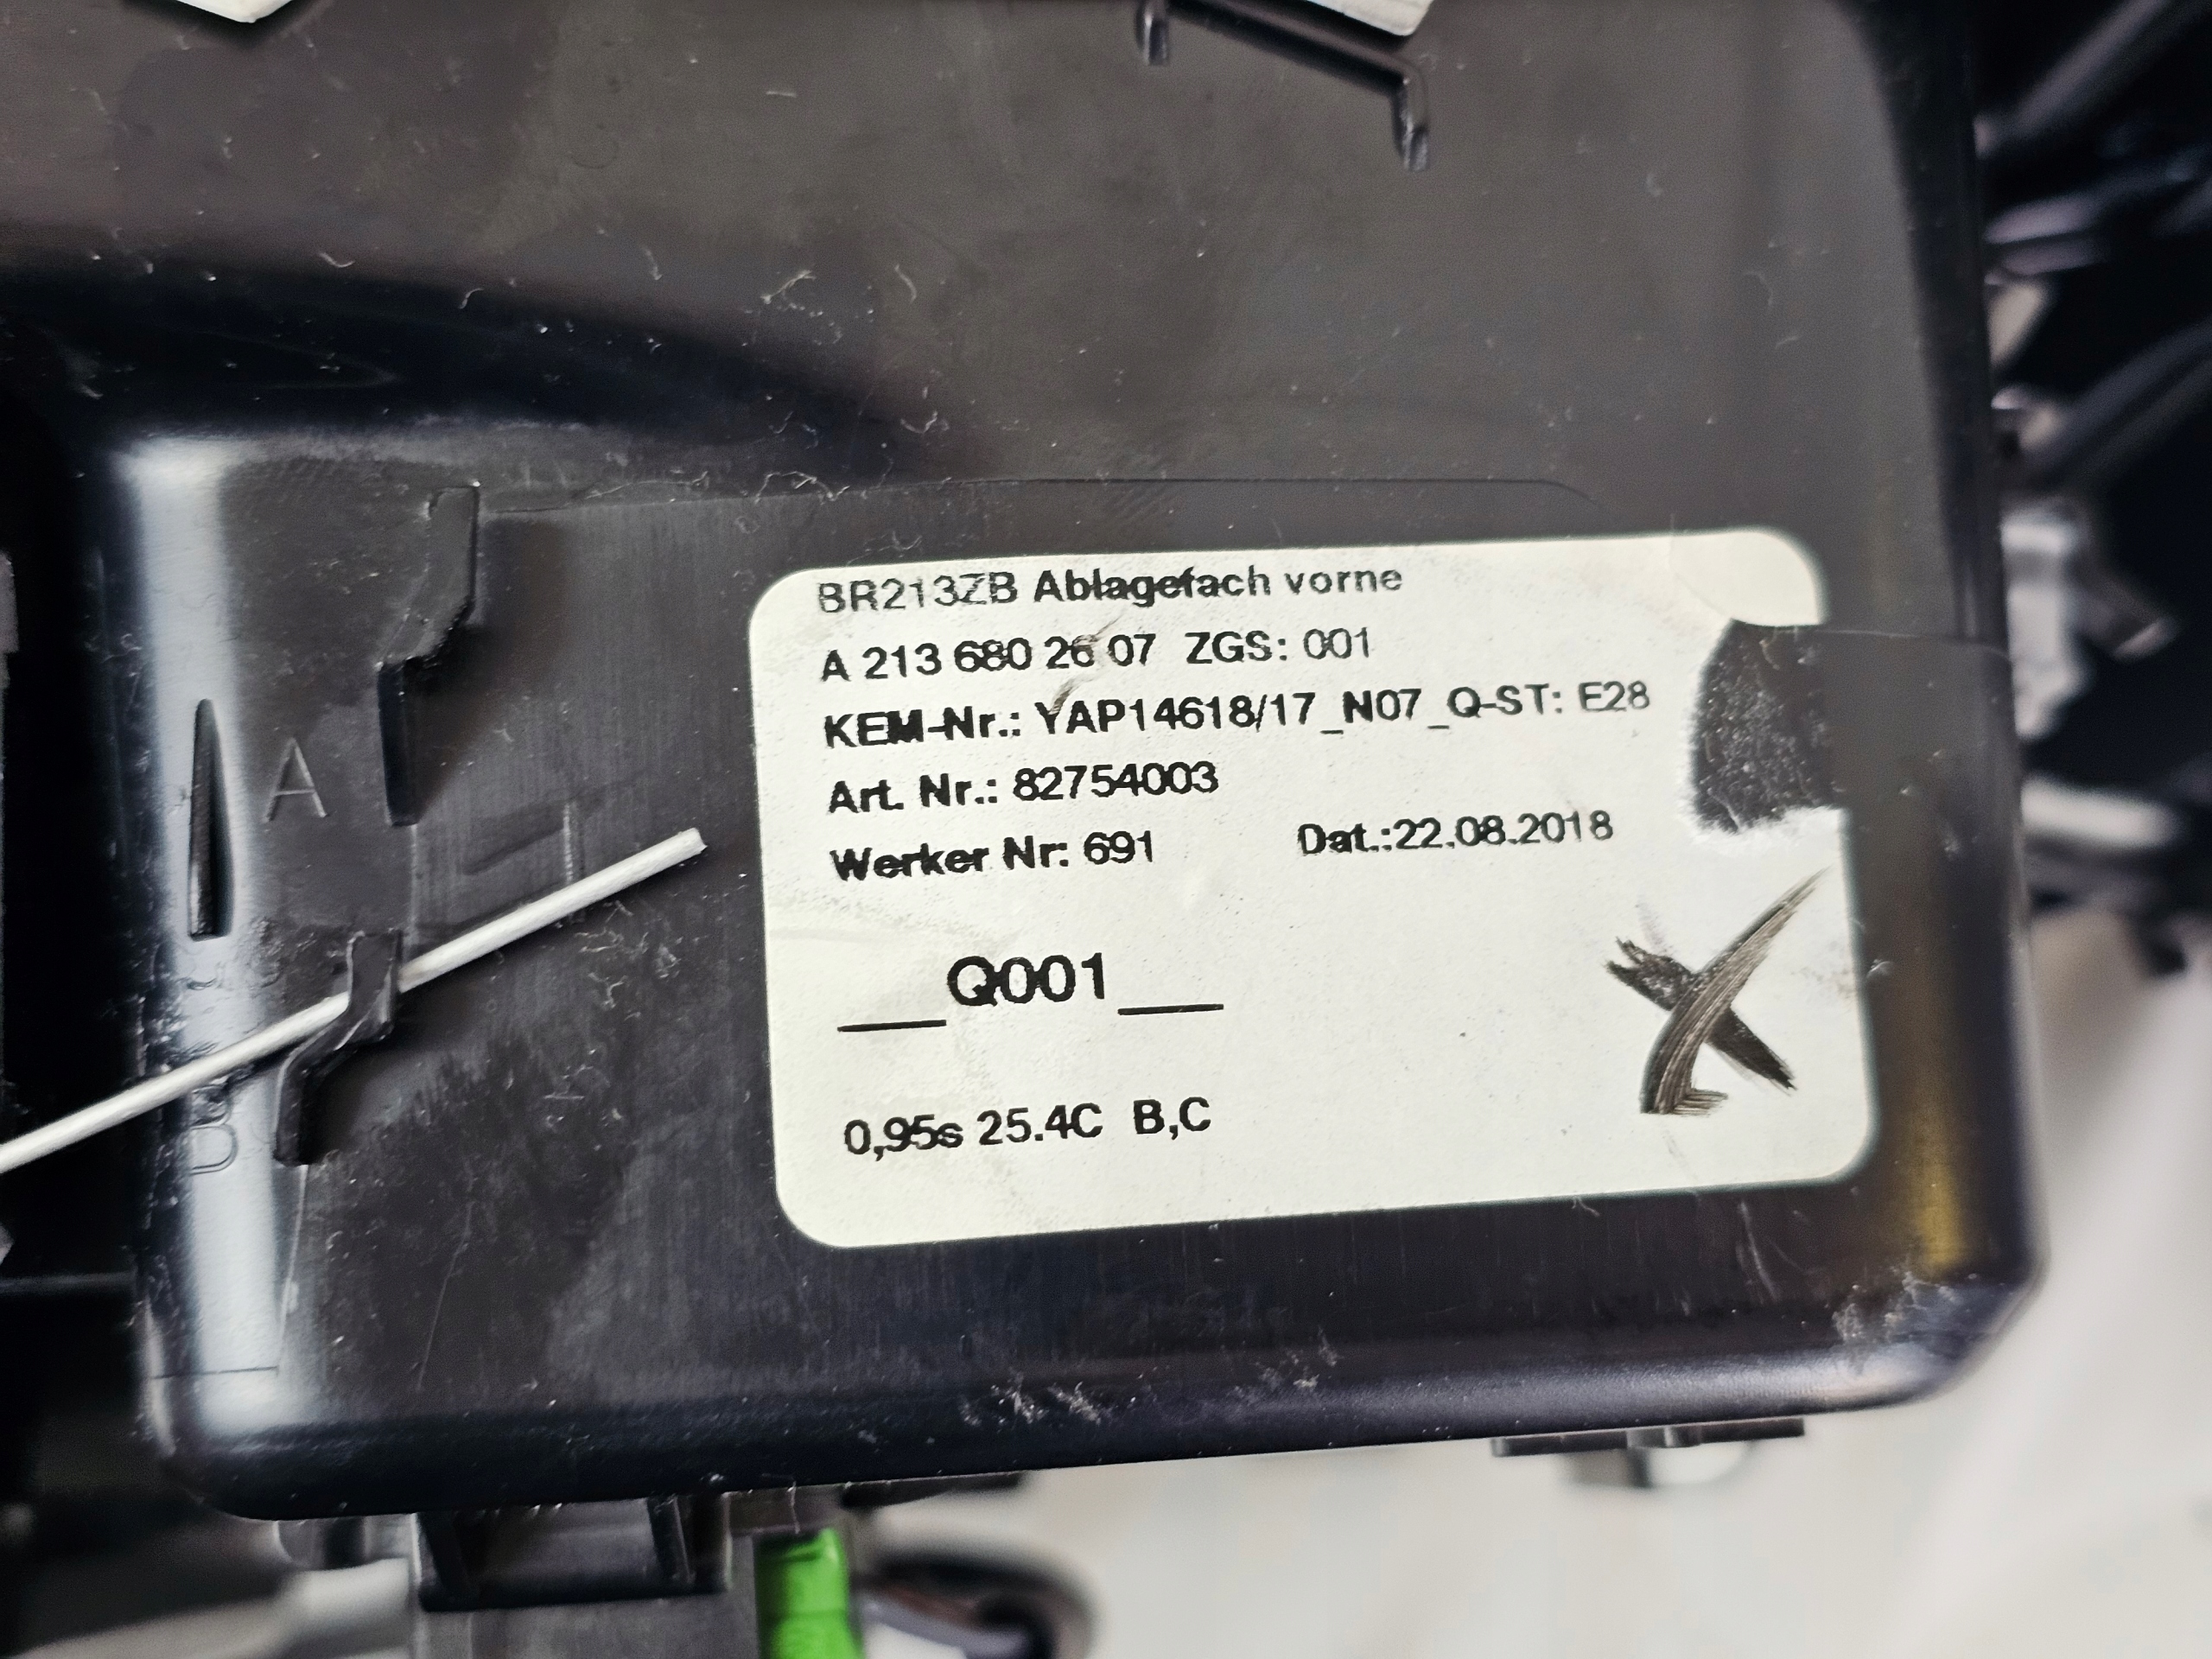 BR213ZB Ablagefach vorne
A 213 680 26 07 ZGS: 001
KEM-Nr.: YAP14618/17_N07_Q-ST: E28
Art. Nr.: 82754003
Werker Nr: 691 Dat.:22.08.2018
__Q001__
0,95s 25.4C B,C
A
B